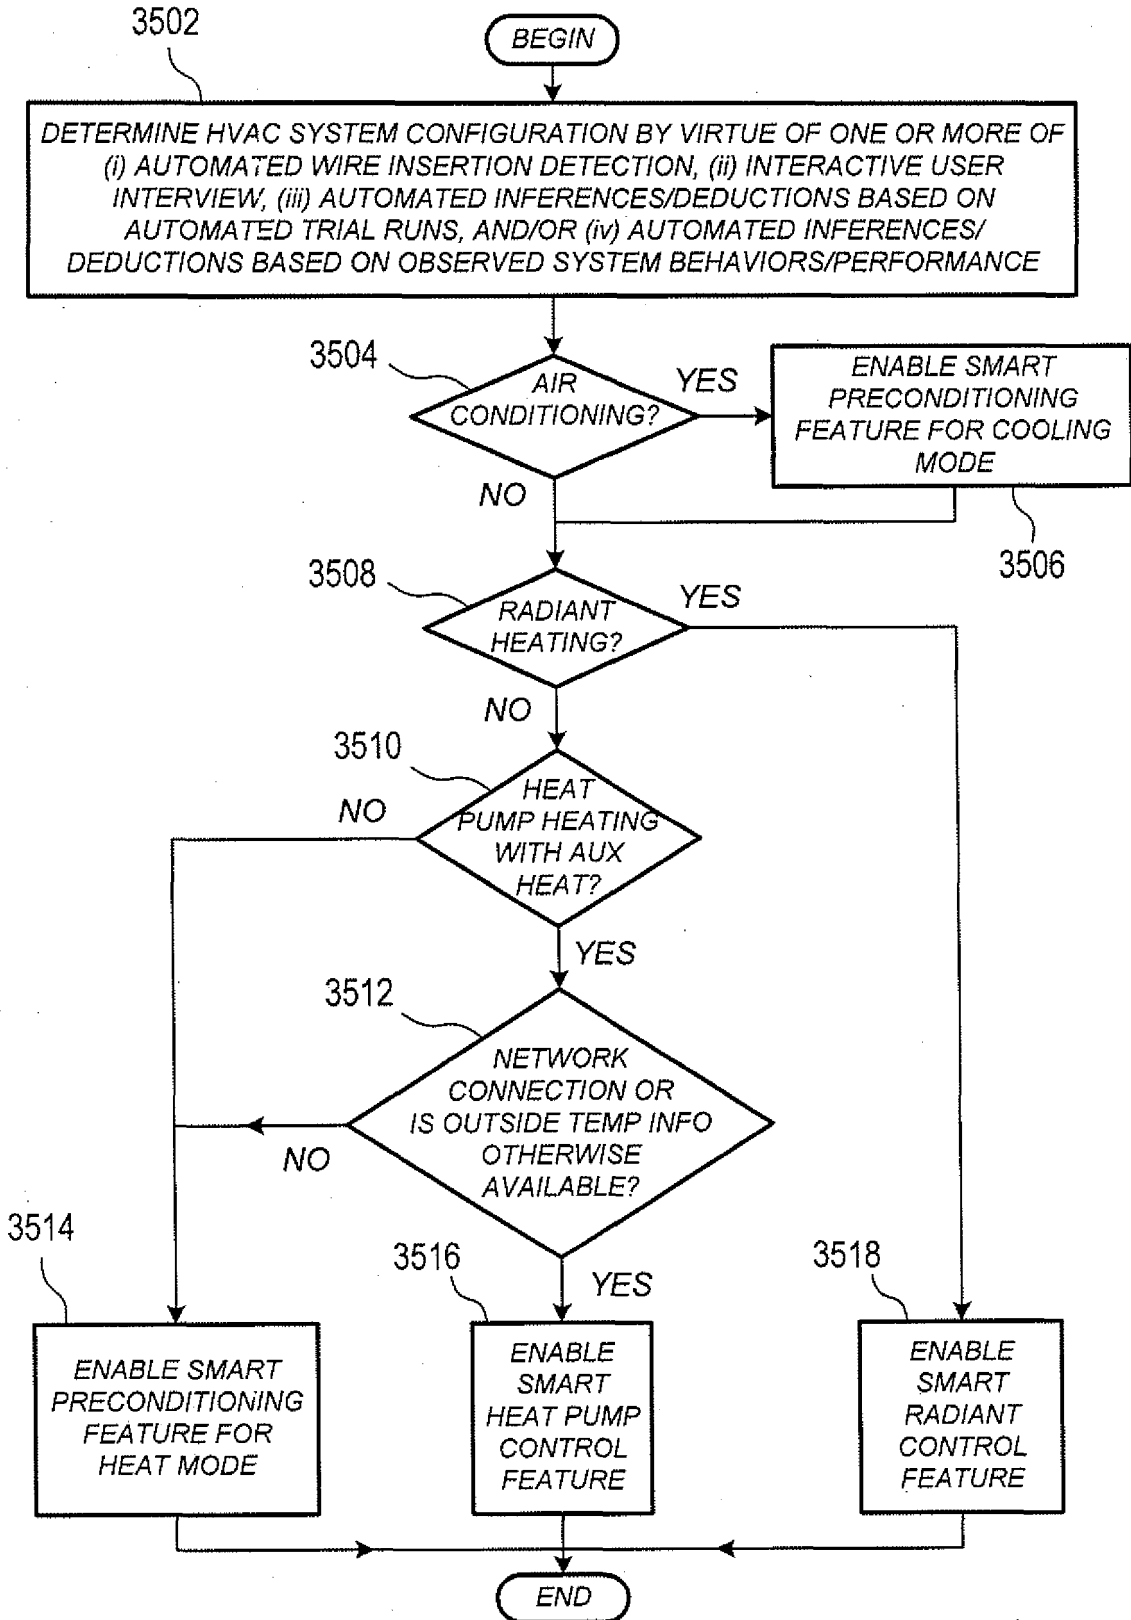 3502
BEGIN
DETERMINE HVAC SYSTEM CONFIGURATION BY VIRTUE OF ONE OR MORE OF
(i) AUTOMATED WIRE INSERTION DETECTION, (ii) INTERACTIVE USER
INTERVIEW, (iii) AUTOMATED INFERENCES/DEDUCTIONS BASED ON
AUTOMATED TRIAL RUNS, AND/OR (iv) AUTOMATED INFERENCES/
DEDUCTIONS BASED ON OBSERVED SYSTEM BEHAVIORS/PERFORMANCE
3504
AIR
CONDITIONING?
YES
NO
ENABLE SMART
PRECONDITIONING
FEATURE FOR COOLING
MODE
3506
3508
RADIANT
HEATING?
YES
NO
3510
HEAT
PUMP HEATING
WITH AUX
HEAT?
NO
YES
3512
NETWORK
CONNECTION OR
IS OUTSIDE TEMP INFO
OTHERWISE
AVAILABLE?
NO
YES
3514
ENABLE SMART
PRECONDITIONING
FEATURE FOR
HEAT MODE
3516
ENABLE
SMART
HEAT PUMP
CONTROL
FEATURE
3518
ENABLE
SMART
RADIANT
CONTROL
FEATURE
END